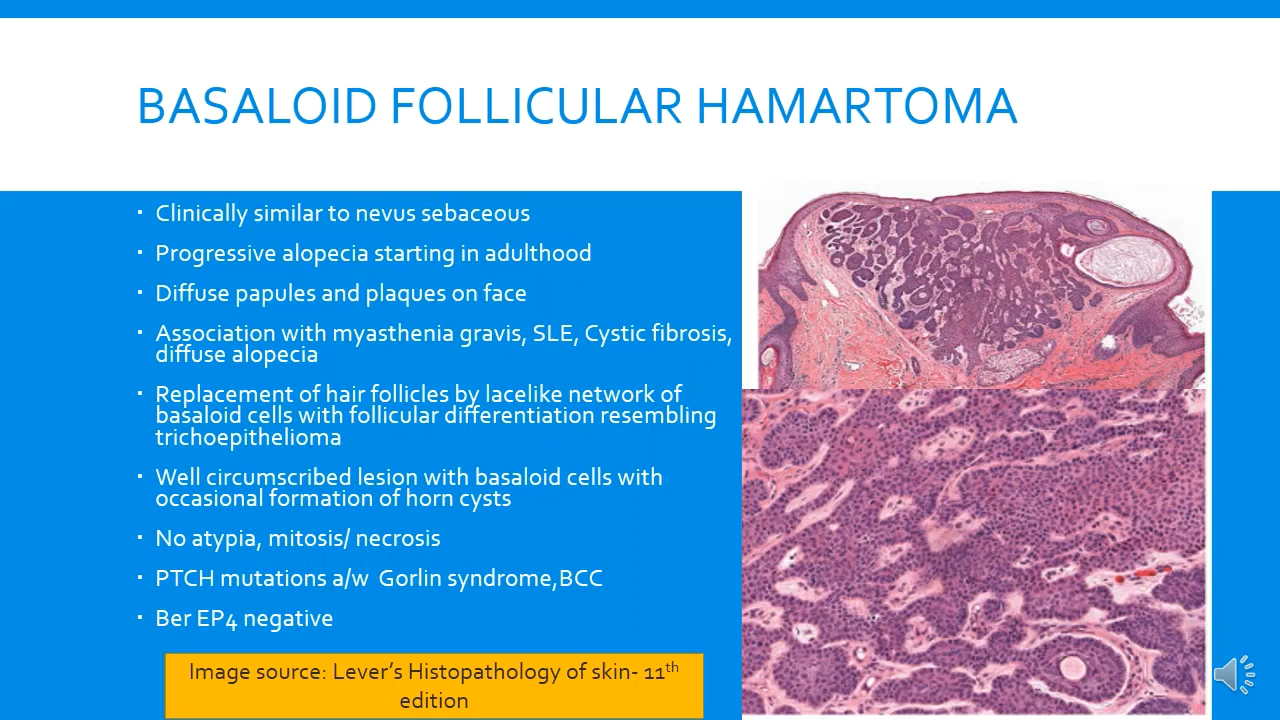 BASALOID FOLLICULAR HAMARTOMA
▪ Clinically similar to nevus sebaceous
▪ Progressive alopecia starting in adulthood
▪ Diffuse papules and plaques on face
▪ Association with myasthenia gravis, SLE, Cystic fibrosis,
diffuse alopecia
▪ Replacement of hair follicles by lacelike network of
basaloid cells with follicular differentiation resembling
trichoepithelioma
▪ Well circumscribed lesion with basaloid cells with
occasional formation of horn cysts
▪ No atypia, mitosis/ necrosis
▪ PTCH mutations a/w Gorlin syndrome,BCC
▪ Ber EP4 negative
Image source: Lever’s Histopathology of skin- 11th
edition